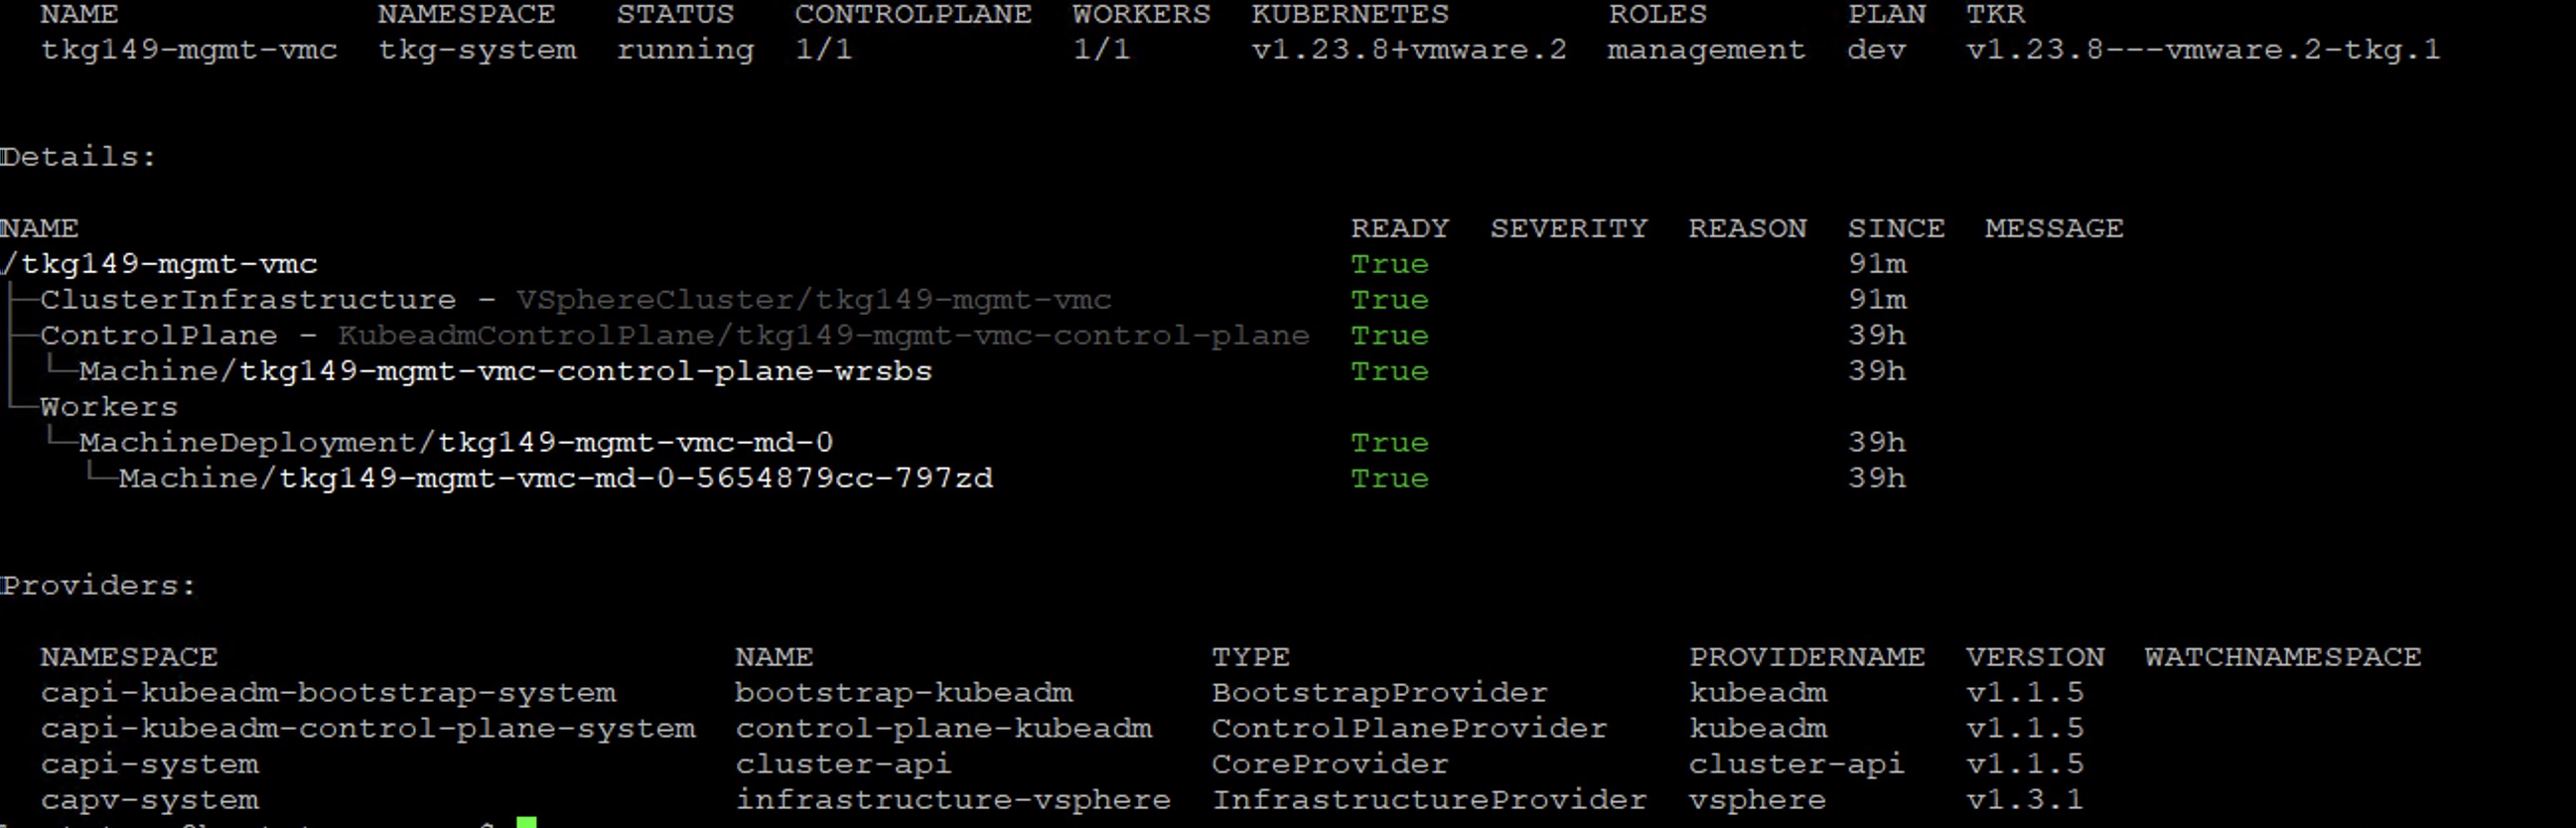 NAME NAMESPACE STATUS CONTROLPLANE WORKERS KUBERNETES ROLES PLAN TKR
tkg149-mgmt-vmc tkg-system running 1/1 1/1 v1.23.8+vmware.2 management dev v1.23.8---vmware.2-tkg.1
Details:
NAME READY SEVERITY REASON SINCE MESSAGE
/tkg149-mgmt-vmc True 91m
├─ClusterInfrastructure - VSphereCluster/tkg149-mgmt-vmc True 91m
├─ControlPlane - KubeadmControlPlane/tkg149-mgmt-vmc-control-plane True 39h
│ └─Machine/tkg149-mgmt-vmc-control-plane-wrsbs True 39h
└─Workers
└─MachineDeployment/tkg149-mgmt-vmc-md-0 True 39h
└─Machine/tkg149-mgmt-vmc-md-0-5654879cc-797zd True 39h
Providers:
NAMESPACE NAME TYPE PROVIDERNAME VERSION WATCHNAMESPACE
capi-kubeadm-bootstrap-system bootstrap-kubeadm BootstrapProvider kubeadm v1.1.5
capi-kubeadm-control-plane-system control-plane-kubeadm ControlPlaneProvider kubeadm v1.1.5
capi-system cluster-api CoreProvider cluster-api v1.1.5
capv-system infrastructure-vsphere InfrastructureProvider vsphere v1.3.1